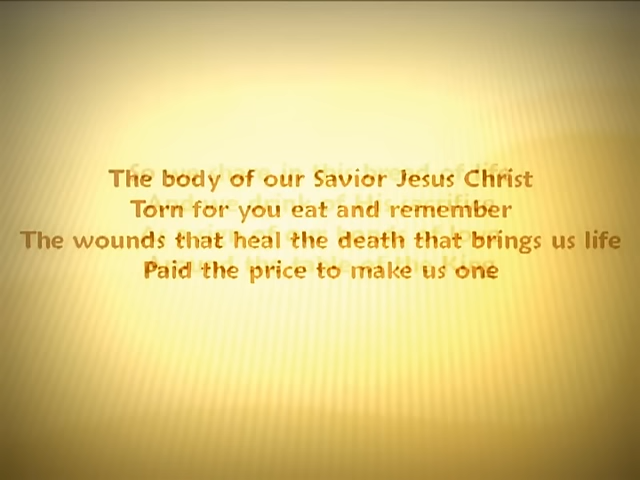 The body of our Savior Jesus Christ
Torn for you eat and remember
The wounds that heal the death that brings us life
Paid the price to make us one